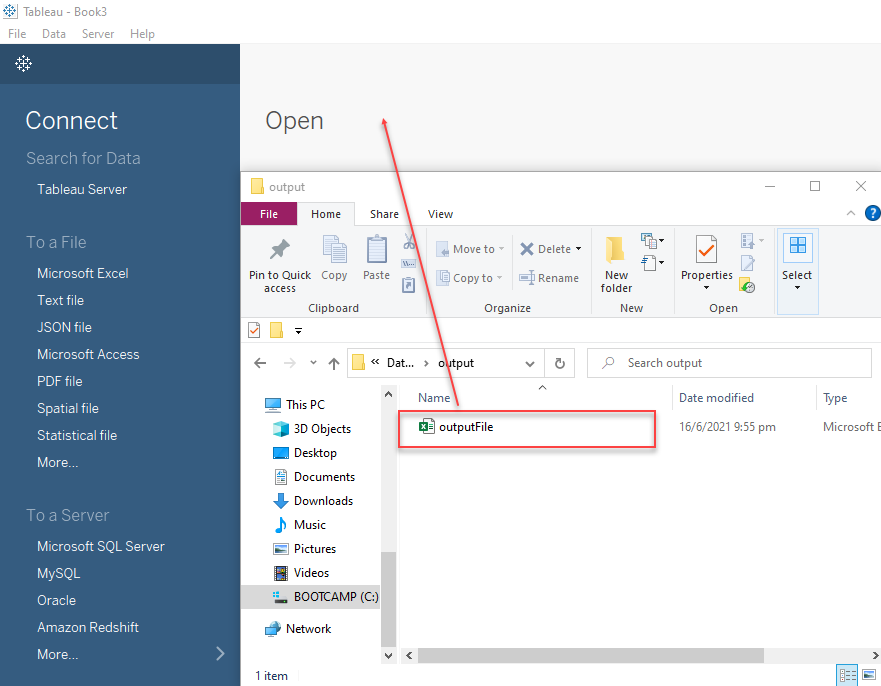 Tableau - Book3
File Data Server Help
Connect
Search for Data
Tableau Server
To a File
Microsoft Excel
Text file
JSON file
Microsoft Access
PDF file
Spatial file
Statistical file
More...
To a Server
Microsoft SQL Server
MySQL
Oracle
Amazon Redshift
More...
Open
output
File Home Share View
?
Pin to Quick access
Copy
Paste
Clipboard
Move to
Copy to
Delete
Rename
Organize
New folder
New
Properties
Open
Select
« Dat... › output
Search output
This PC
3D Objects
Desktop
Documents
Downloads
Music
Pictures
Videos
BOOTCAMP (C:)
Network
Name Date modified Type
outputFile 16/6/2021 9:55 pm Microsoft E
1 item